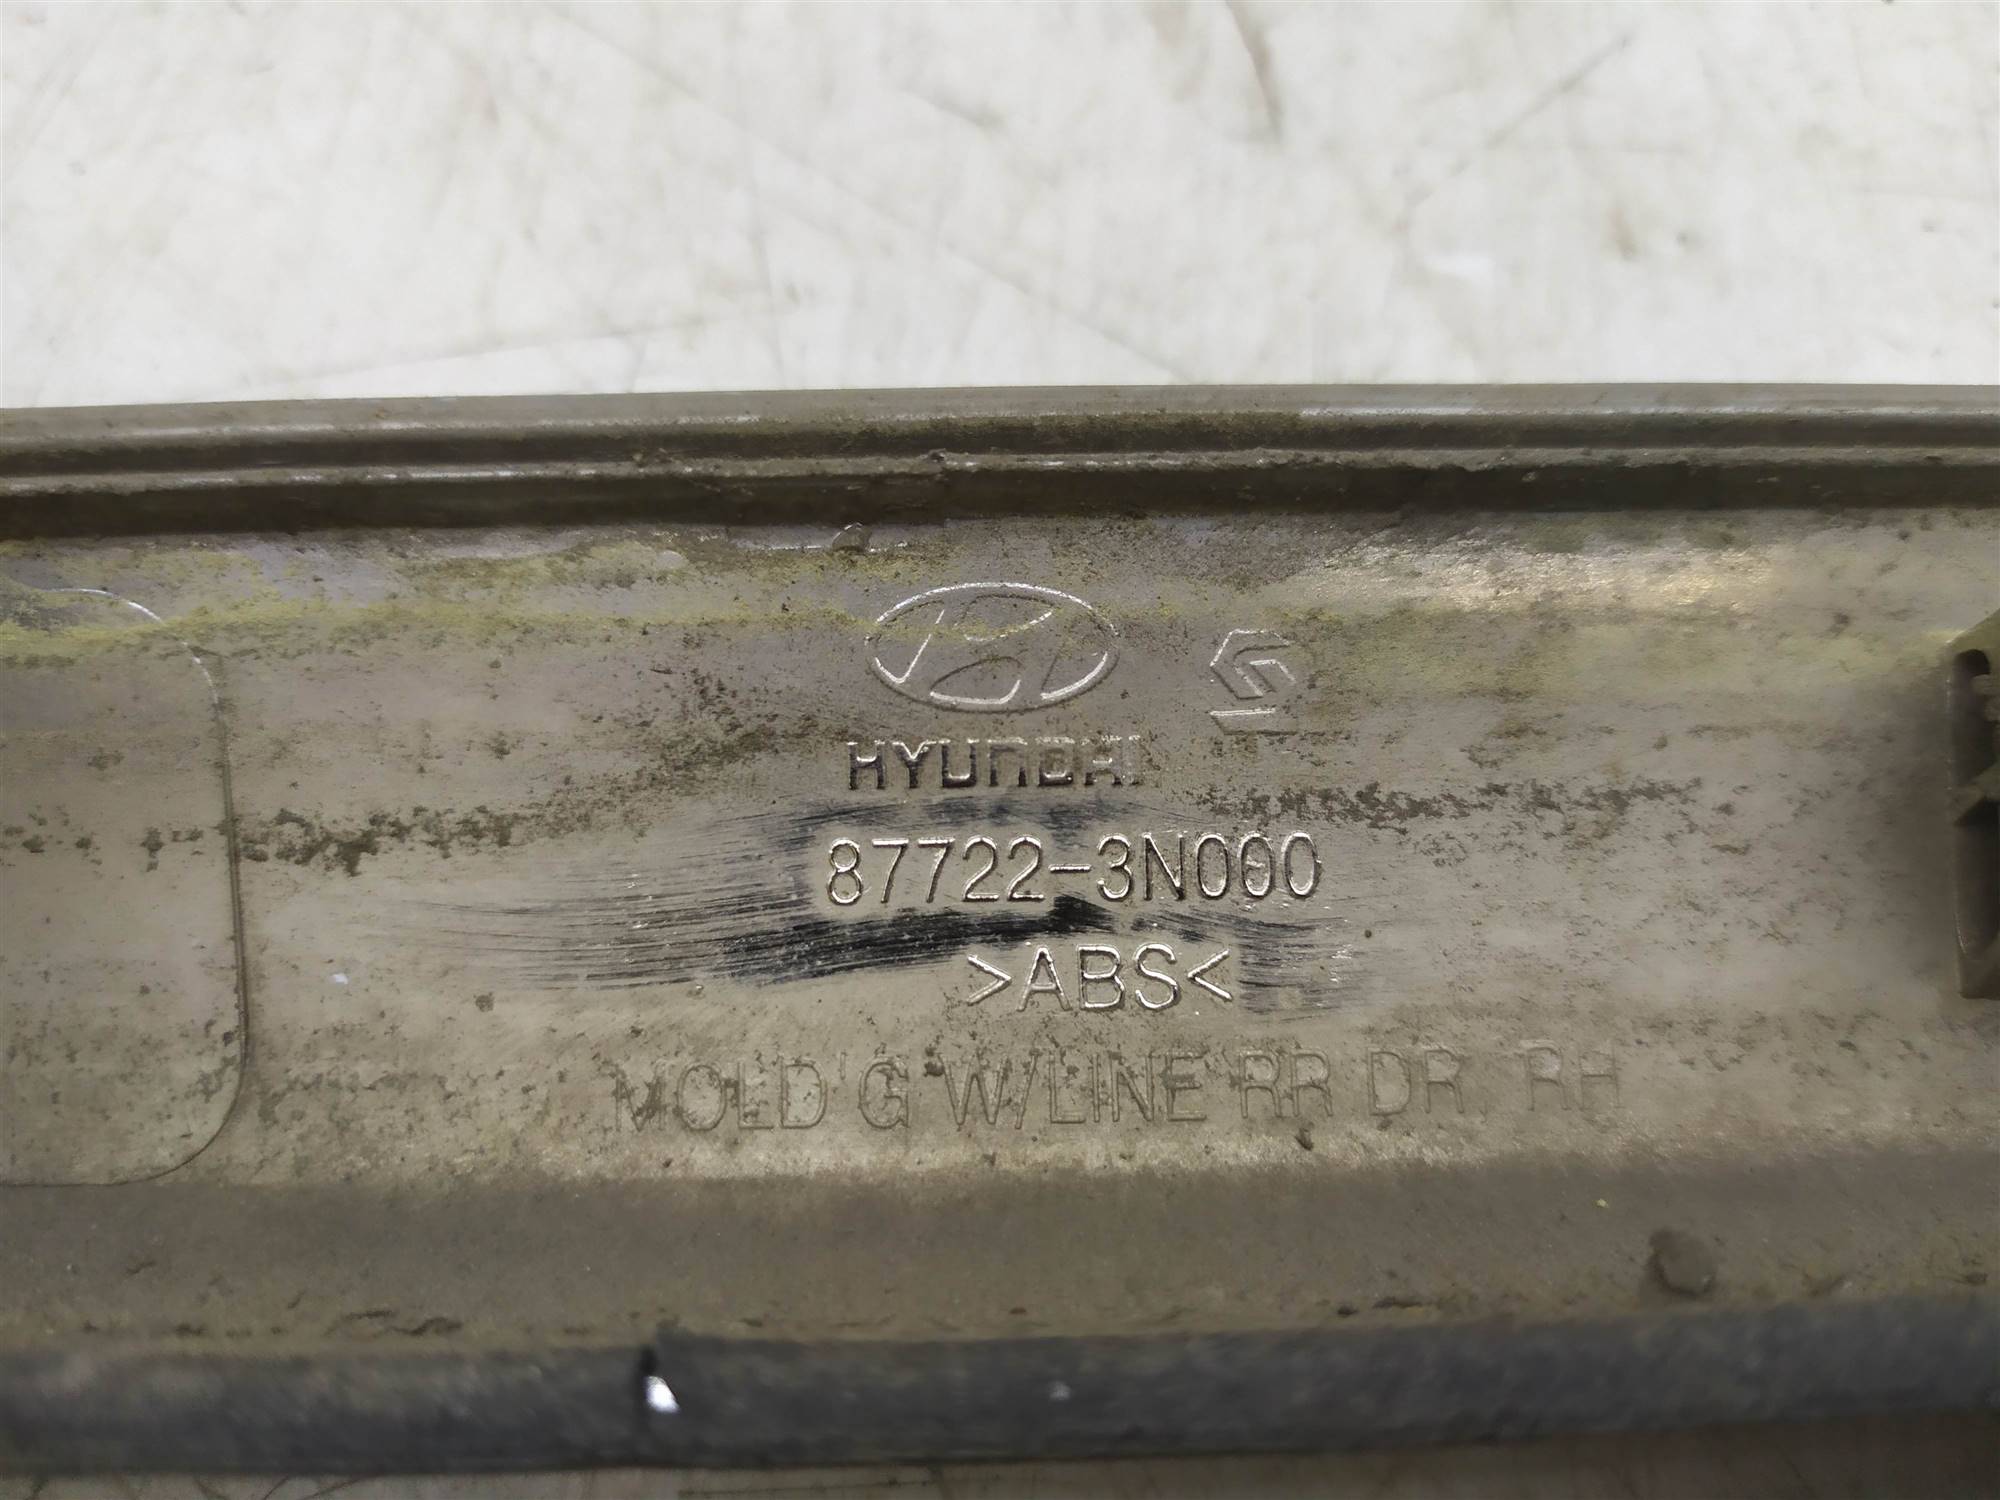 HYUNDAI
87722-3N000
>ABS<
MOLD'G W/LINE RR DR, RH